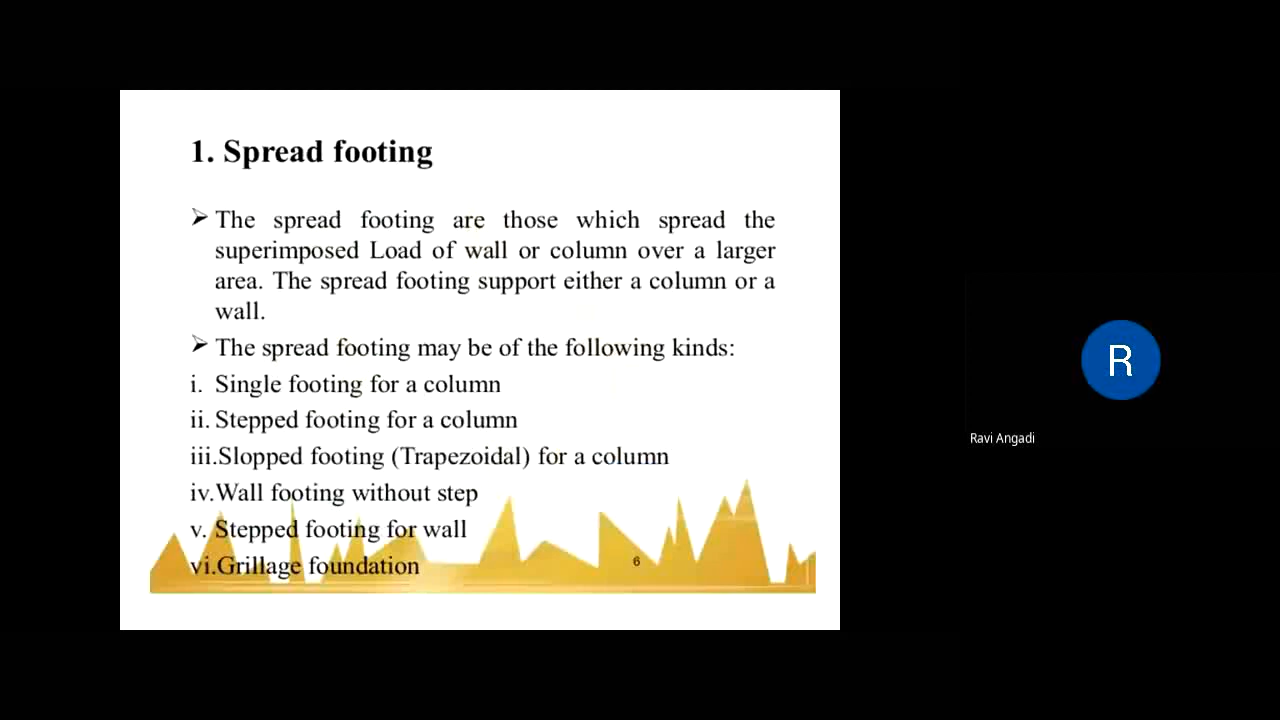 1. Spread footing
➢ The spread footing are those which spread the
superimposed Load of wall or column over a larger
area. The spread footing support either a column or a
wall.
➢ The spread footing may be of the following kinds:
i. Single footing for a column
ii. Stepped footing for a column
iii.Slopped footing (Trapezoidal) for a column
iv.Wall footing without step
v. Stepped footing for wall
vi.Grillage foundation
6
R
Ravi Angadi